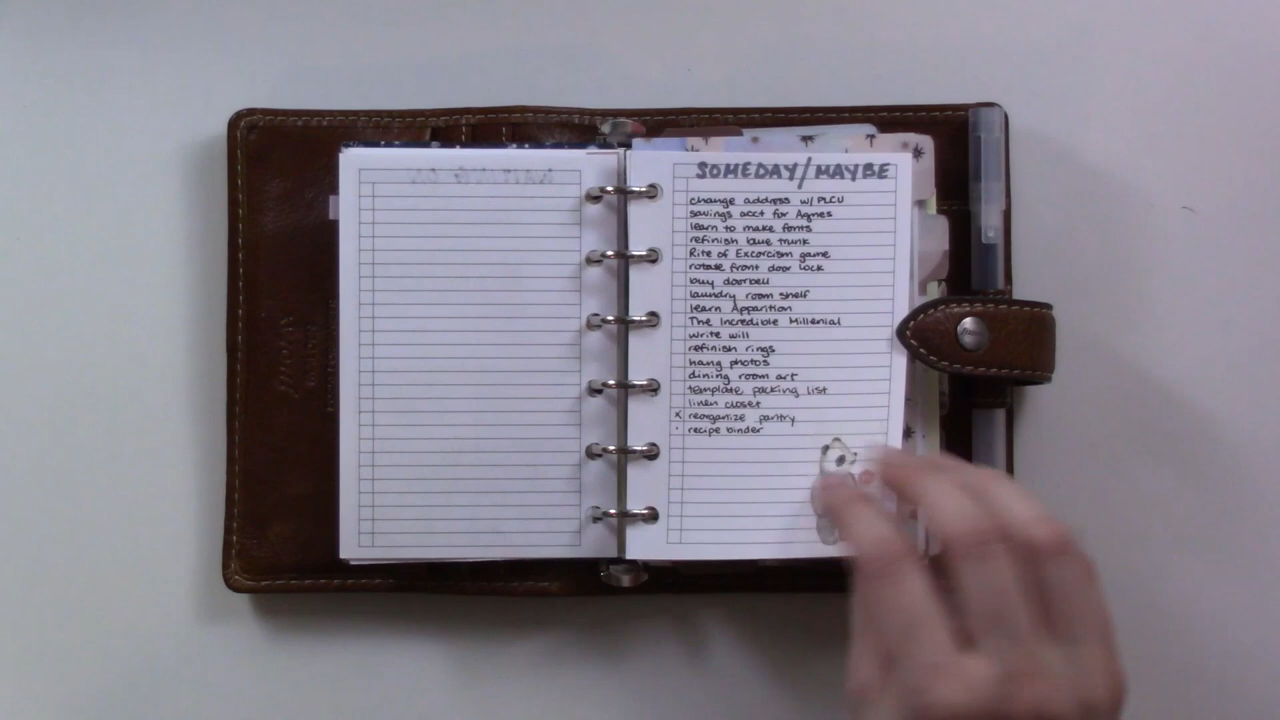 SOMEDAY/MAYBE
change address w/ PLCU
savings acct for Agnes
learn to make fonts
refinish blue trunk
Rite of Excorcism game
rotate front door lock
buy doorbell
laundry room shelf
learn Apparition
The Incredible Millenial
write will
refinish rings
hang photos
dining room art
template packing list
linen closet
x reorganize pantry
· recipe binder
WAITING ON